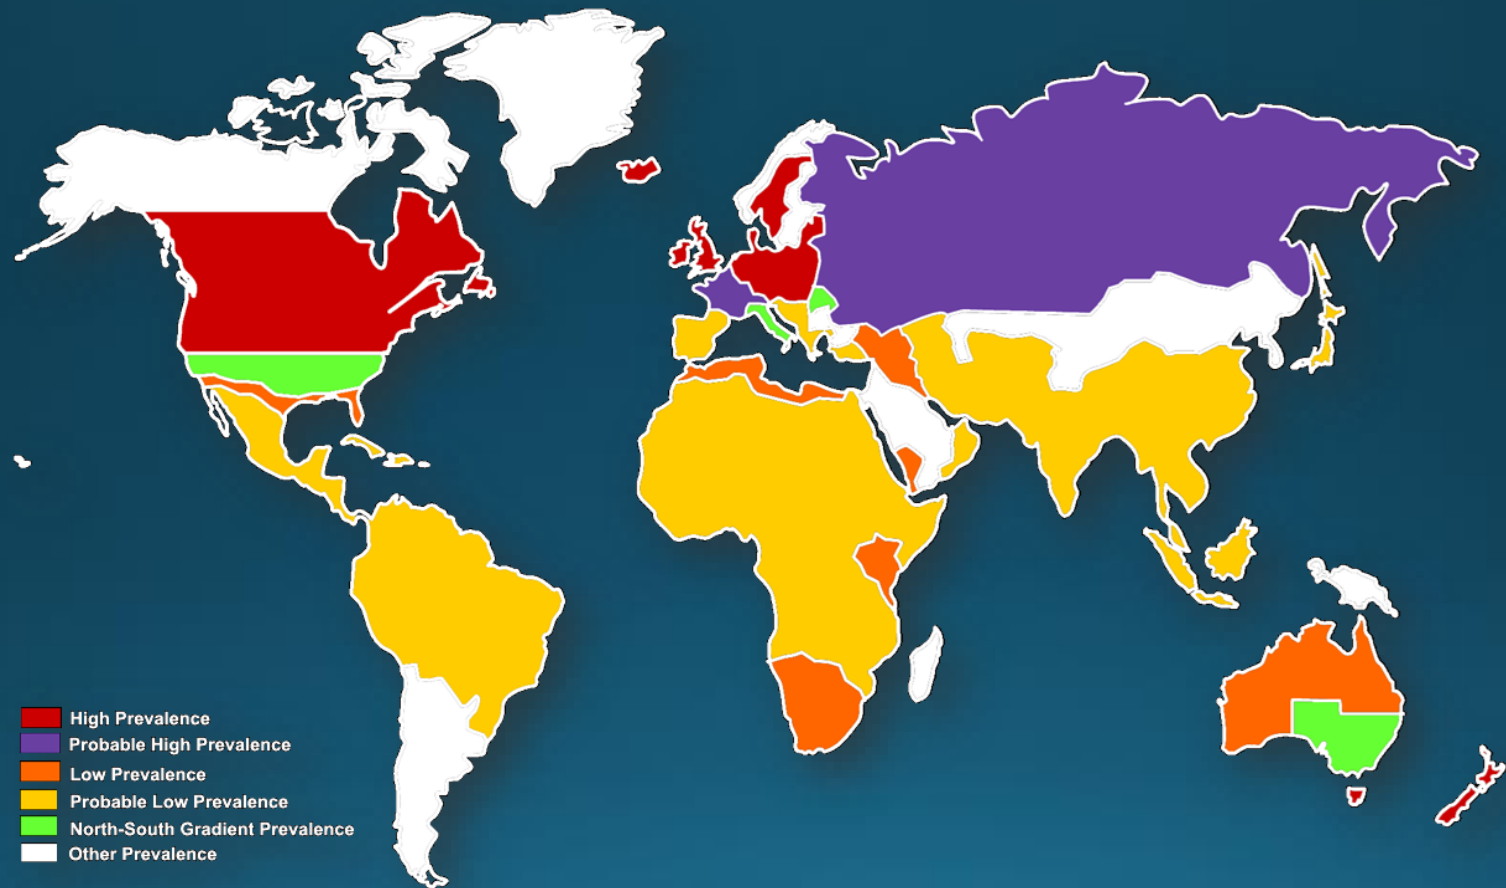 High Prevalence
Probable High Prevalence
Low Prevalence
Probable Low Prevalence
North-South Gradient Prevalence
Other Prevalence